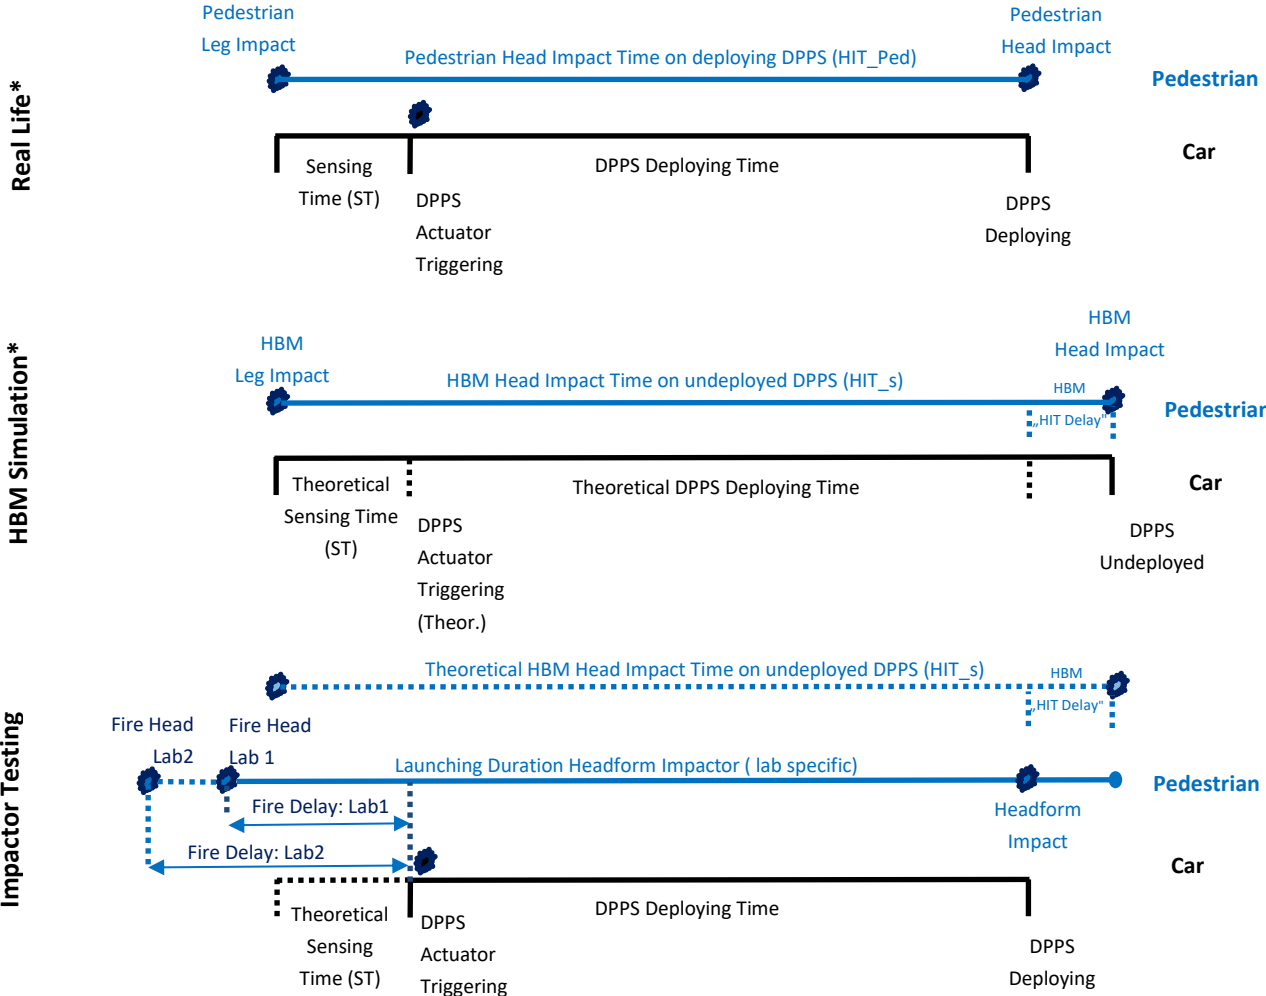 Real Life*
Pedestrian
Leg Impact
Pedestrian
Head Impact
Pedestrian Head Impact Time on deploying DPPS (HIT_Ped)
Pedestrian
Sensing
Time (ST)
DPPS Deploying Time
Car
DPPS
Actuator
Triggering
DPPS
Deploying
HBM Simulation*
HBM
Leg Impact
HBM
Head Impact
HBM Head Impact Time on undeployed DPPS (HIT_s)
HBM
„HIT Delay"
Pedestrian
Theoretical
Sensing Time
(ST)
Theoretical DPPS Deploying Time
Car
DPPS
Actuator
Triggering
(Theor.)
DPPS
Undeployed
Impactor Testing
Theoretical HBM Head Impact Time on undeployed DPPS (HIT_s)
HBM
„HIT Delay"
Fire Head
Lab2
Fire Head
Lab 1
Launching Duration Headform Impactor ( lab specific)
Pedestrian
Fire Delay: Lab1
Headform
Impact
Fire Delay: Lab2
Car
Theoretical
Sensing
Time (ST)
DPPS Deploying Time
DPPS
Actuator
Triggering
DPPS
Deploying